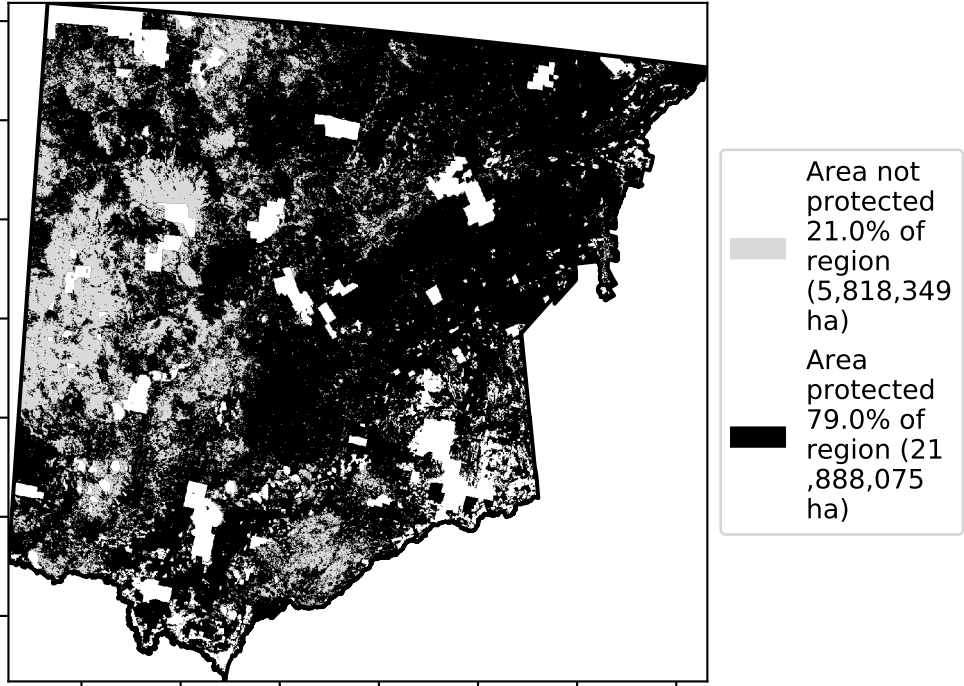 Area not
protected
21.0% of
region
(5,818,349
ha)
Area
protected
79.0% of
region (21
,888,075
ha)